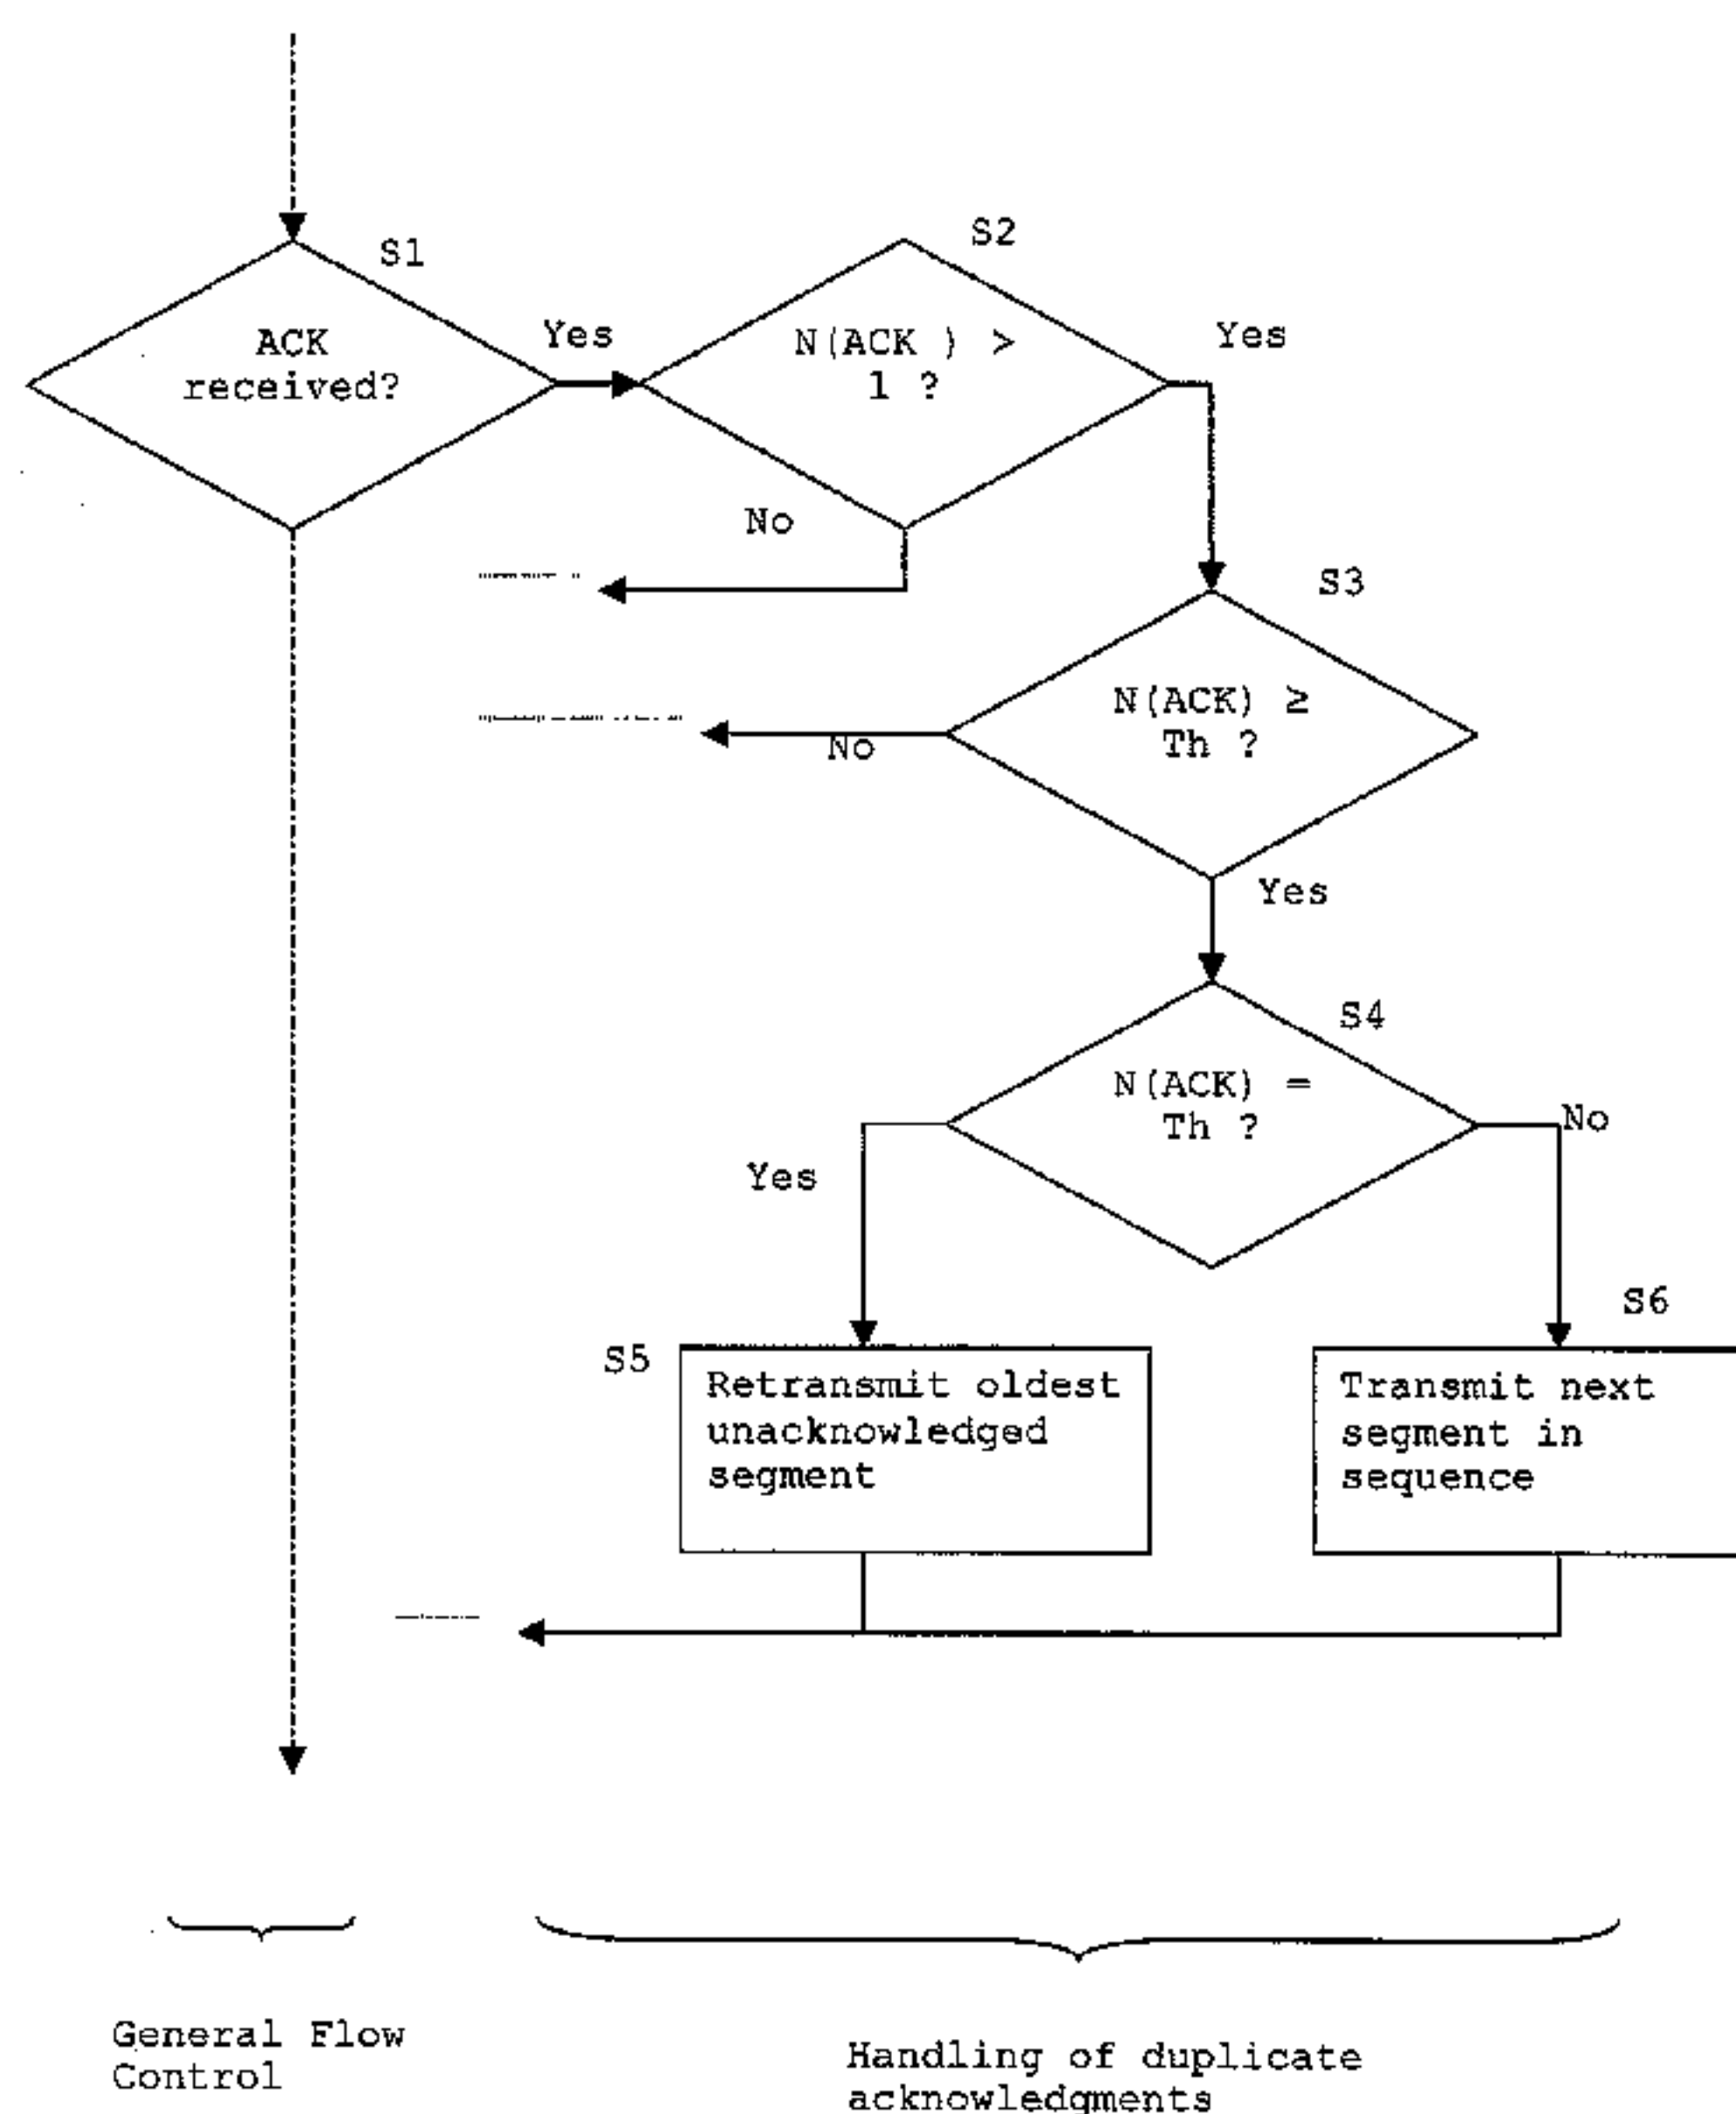 S1
ACK
received?
Yes
S2
N(ACK ) >
1 ?
Yes
No
S3
N(ACK) ≥
Th ?
No
Yes
S4
N(ACK) =
Th ?
Yes
No
S5
Retransmit oldest
unacknowledged
segment
S6
Transmit next
segment in
sequence
General Flow
Control
Handling of duplicate
acknowledgments